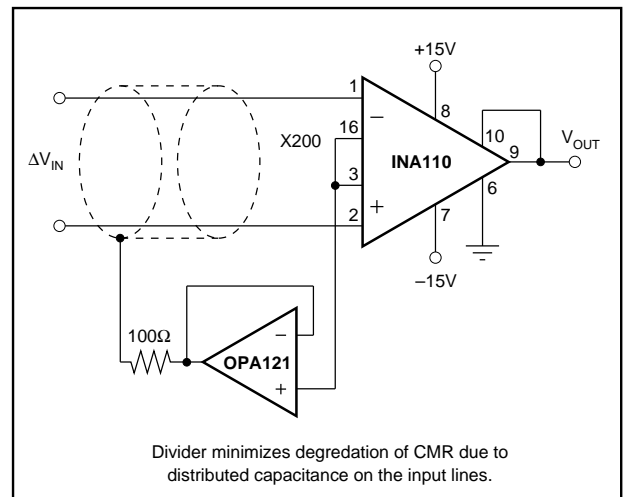 +15V
1
8
16
−
10
X200
V_OUT
INA110
9
ΔV_IN
3
6
+
2
7
−15V
100Ω
−
OPA121
+
Divider minimizes degredation of CMR due to
distributed capacitance on the input lines.